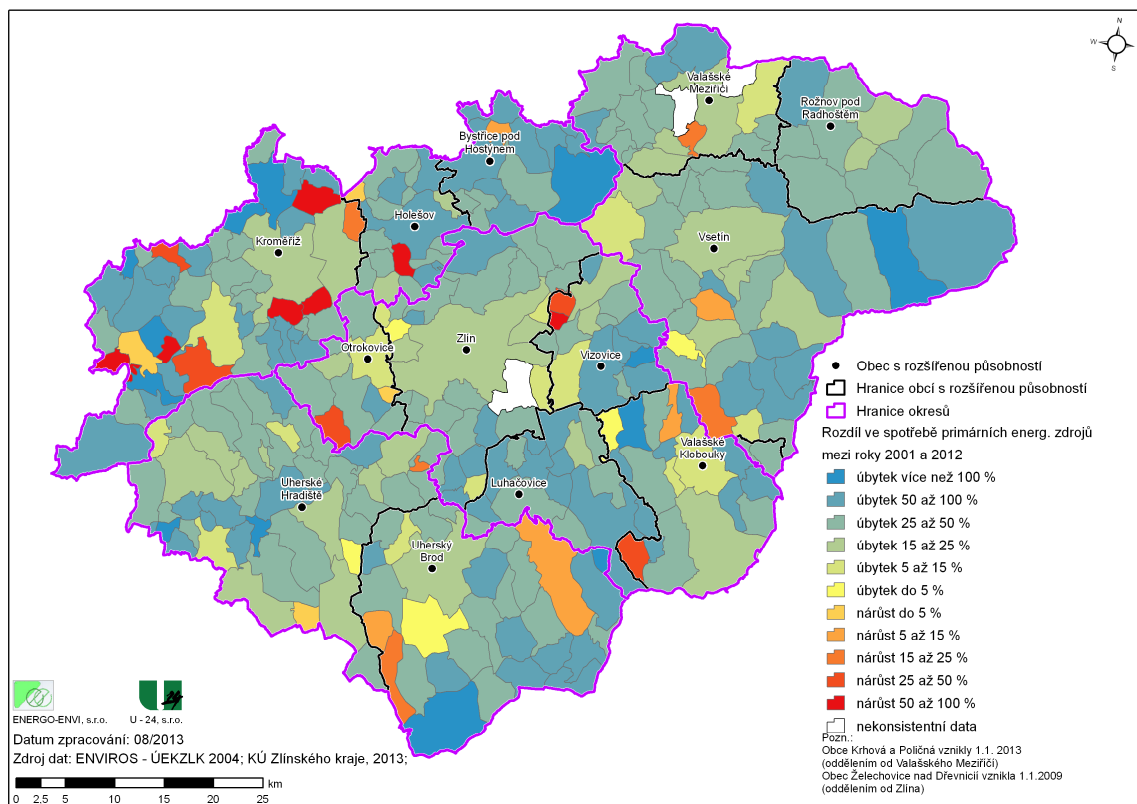 N
W
S
Valašské
Meziříčí
Rožnov pod
Radhoštěm
Bystřice pod
Hostýnem
Holešov
Kroměříž
Vsetín
Otrokovice
Zlín
Vizovice
Valašské
Klobouky
Uherské
Hradiště
Luhačovice
Uherský
Brod
Obec s rozšířenou působností
Hranice obcí s rozšířenou působností
Hranice okresů
Rozdíl ve spotřebě primárních energ. zdrojů
mezi roky 2001 a 2012
úbytek více než 100 %
úbytek 50 až 100 %
úbytek 25 až 50 %
úbytek 15 až 25 %
úbytek 5 až 15 %
úbytek do 5 %
nárůst do 5 %
nárůst 5 až 15 %
nárůst 15 až 25 %
nárůst 25 až 50 %
nárůst 50 až 100 %
nekonsistentní data
Pozn.:
Obce Krhová a Poličná vznikly 1.1. 2013
(oddělením od Valašského Meziříčí)
Obec Želechovice nad Dřevnicí vznikla 1.1.2009
(oddělením od Zlína)
ENERGO-ENVI, s.r.o. U - 24, s.r.o.
Datum zpracování: 08/2013
Zdroj dat: ENVIROS - ÚEKZLK 2004; KÚ Zlínského kraje, 2013;
0 2,5 5 10 15 20 25 km